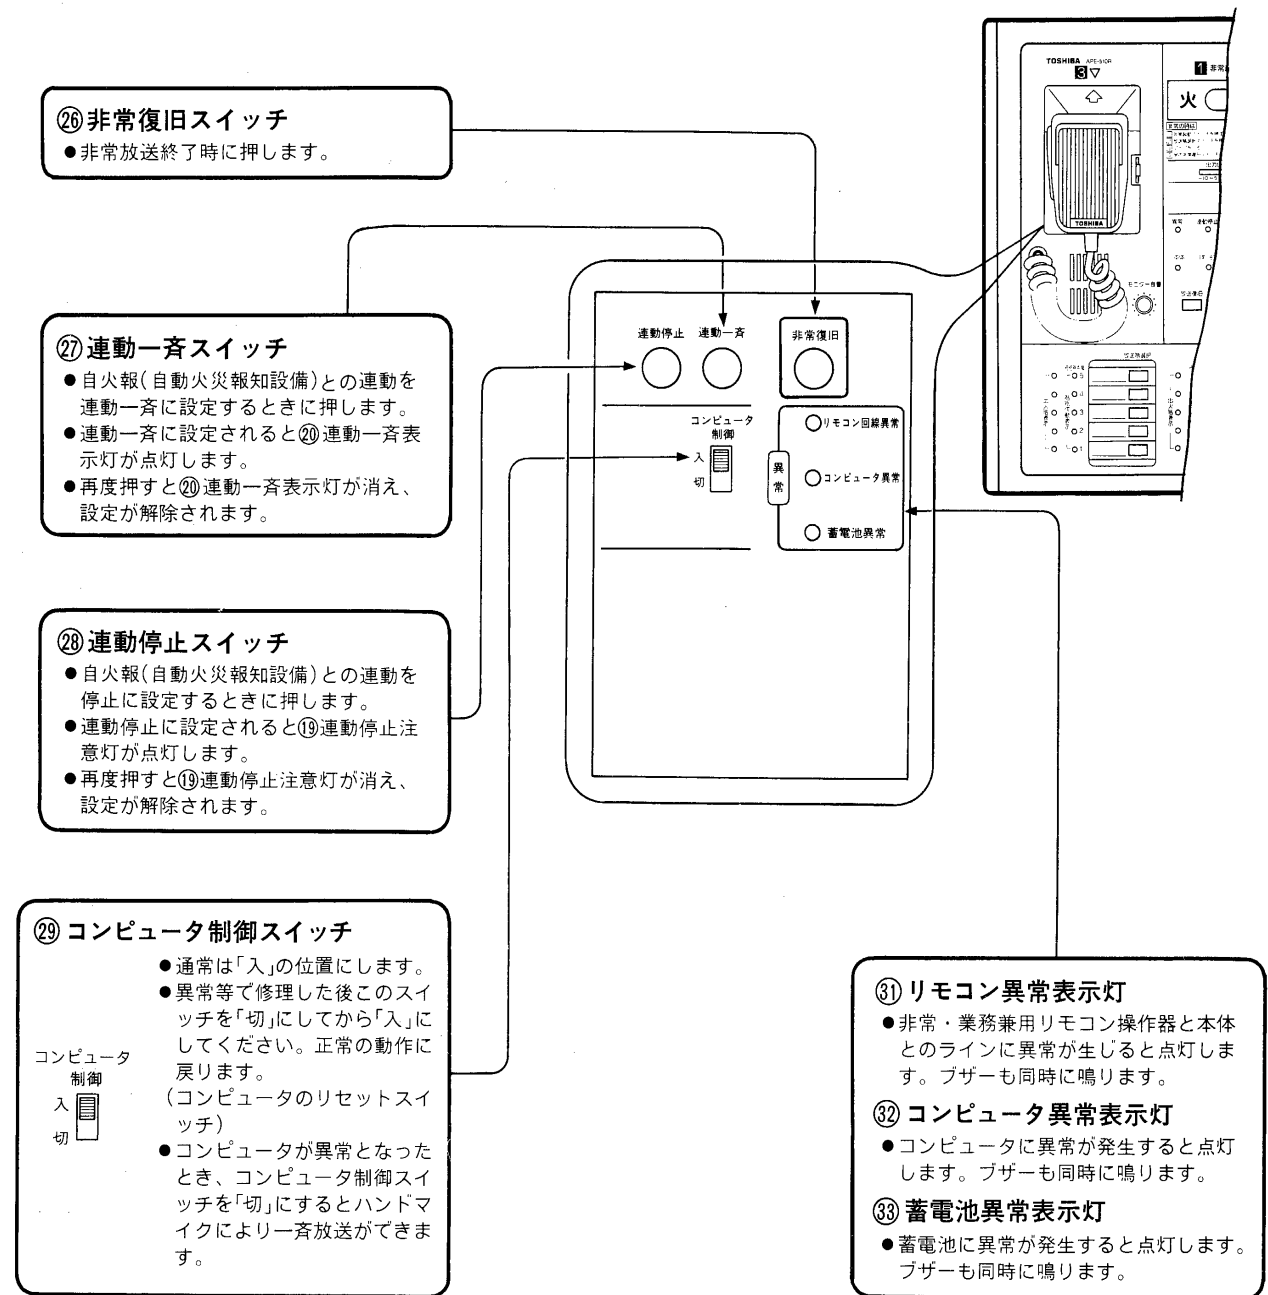 ㉖非常復旧スイッチ
●非常放送終了時に押します。
㉗連動一斉スイッチ
●自火報(自動火災報知設備)との連動を
連動一斉に設定するときに押します。
●連動一斉に設定されると⑳連動一斉表
示灯が点灯します。
●再度押すと⑳連動一斉表示灯が消え、
設定が解除されます。
㉘連動停止スイッチ
●自火報(自動火災報知設備)との連動を
停止に設定するときに押します。
●連動停止に設定されると⑲連動停止注
意灯が点灯します。
●再度押すと⑲連動停止注意灯が消え、
設定が解除されます。
㉙コンピュータ制御スイッチ
●通常は「入」の位置にします。
●異常等で修理した後このスイ
ッチを「切」にしてから「入」に
してください。正常の動作に
戻ります。
(コンピュータのリセットスイ
ッチ)
●コンピュータが異常となった
とき、コンピュータ制御スイ
ッチを「切」にするとハンドマ
イクにより一斉放送ができま
す。
コンピュータ
制御
入
切
連動停止 連動一斉 非常復旧
コンピュータ
制御
入
切
異常
リモコン回線異常
コンピュータ異常
蓄電池異常
TOSHIBA APE-510R
3▽
1 非常
火
TOSHIBA
モニター音量
㉛リモコン異常表示灯
●非常・業務兼用リモコン操作器と本体
とのラインに異常が生じると点灯しま
す。ブザーも同時に鳴ります。
㉜コンピュータ異常表示灯
●コンピュータに異常が発生すると点灯
します。ブザーも同時に鳴ります。
㉝蓄電池異常表示灯
●蓄電池に異常が発生すると点灯します。
ブザーも同時に鳴ります。